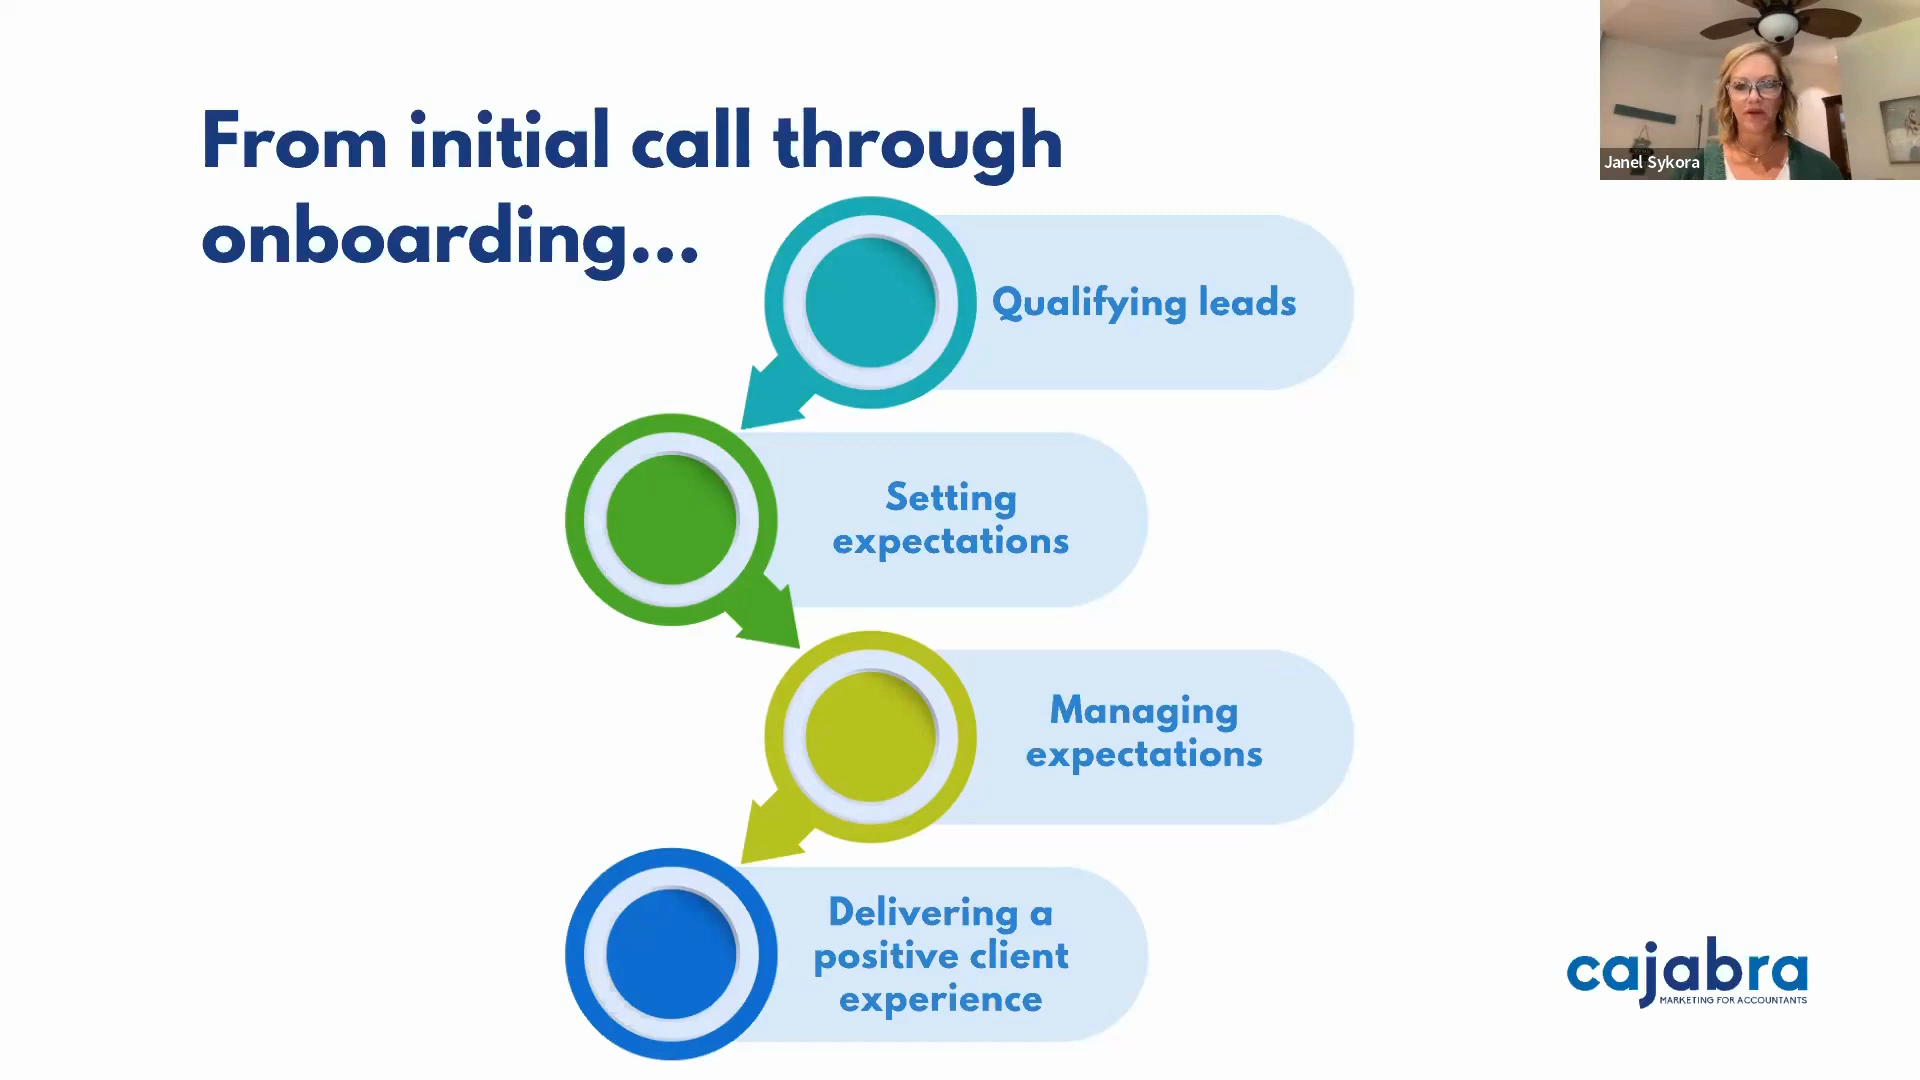 From initial call through
onboarding...
Janel Sykora
Qualifying leads
Setting
expectations
Managing
expectations
Delivering a
positive client
experience
cajabra
MARKETING FOR ACCOUNTANTS